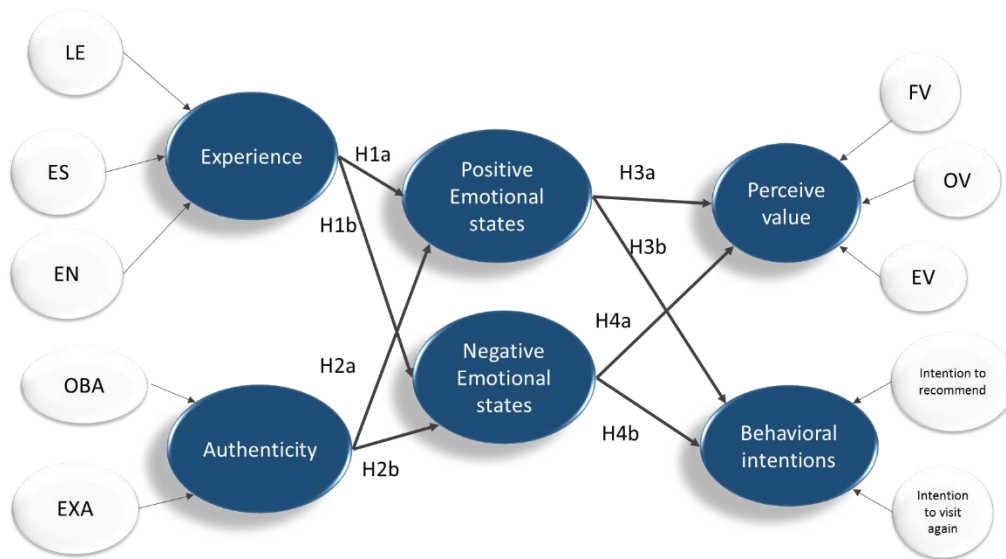 LE
ES
EN
OBA
EXA
Experience
Authenticity
H1a
H1b
H2a
H2b
Positive
Emotional
states
Negative
Emotional
states
H3a
H3b
H4a
H4b
Perceive
value
Behavioral
intentions
FV
OV
EV
Intention to
recommend
Intention
to visit
again